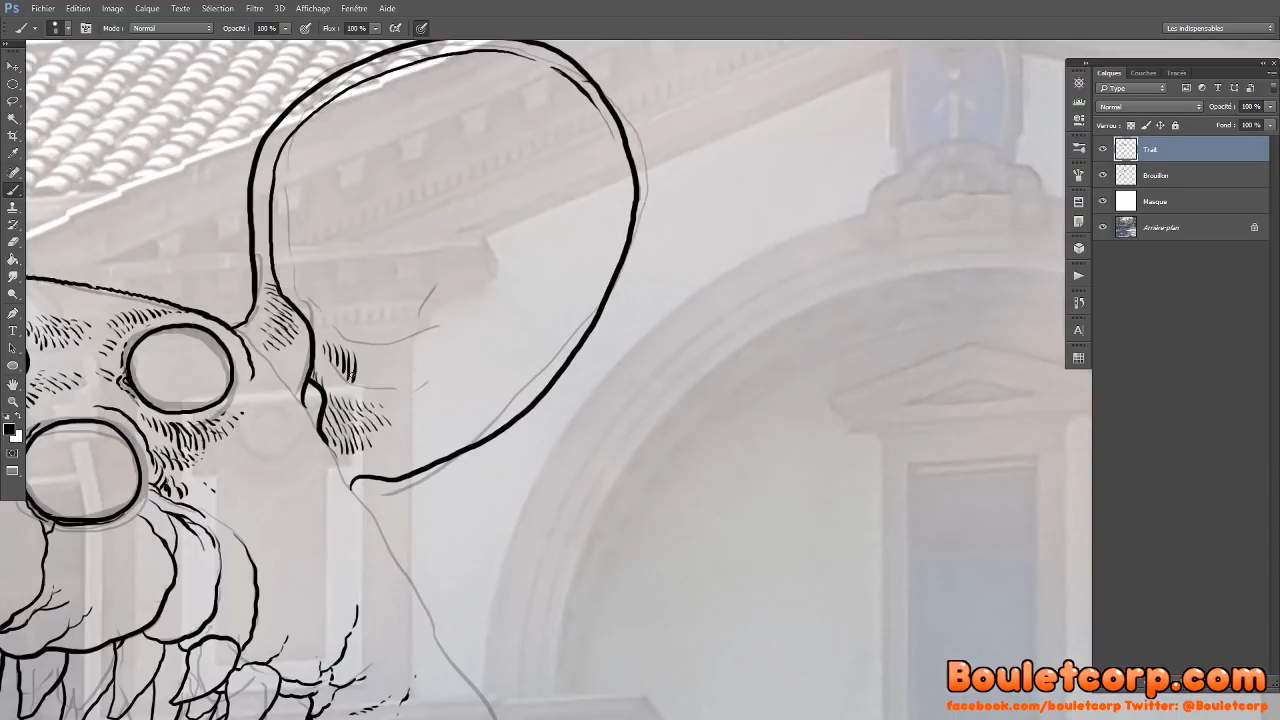 Ps Fichier Edition Image Calque Texte Sélection Filtre 3D Affichage Fenêtre Aide
Mode : Normal Opacité : 100 % Flux : 100 % Les indispensables
Calques Couches Tracés
Type
Normal Opacité : 100 %
Verrou : Fond : 100 %
Trait
Brouillon
Masque
Arrière-plan
Bouletcorp.com
facebook.com/bouletcorp Twitter: @Bouletcorp